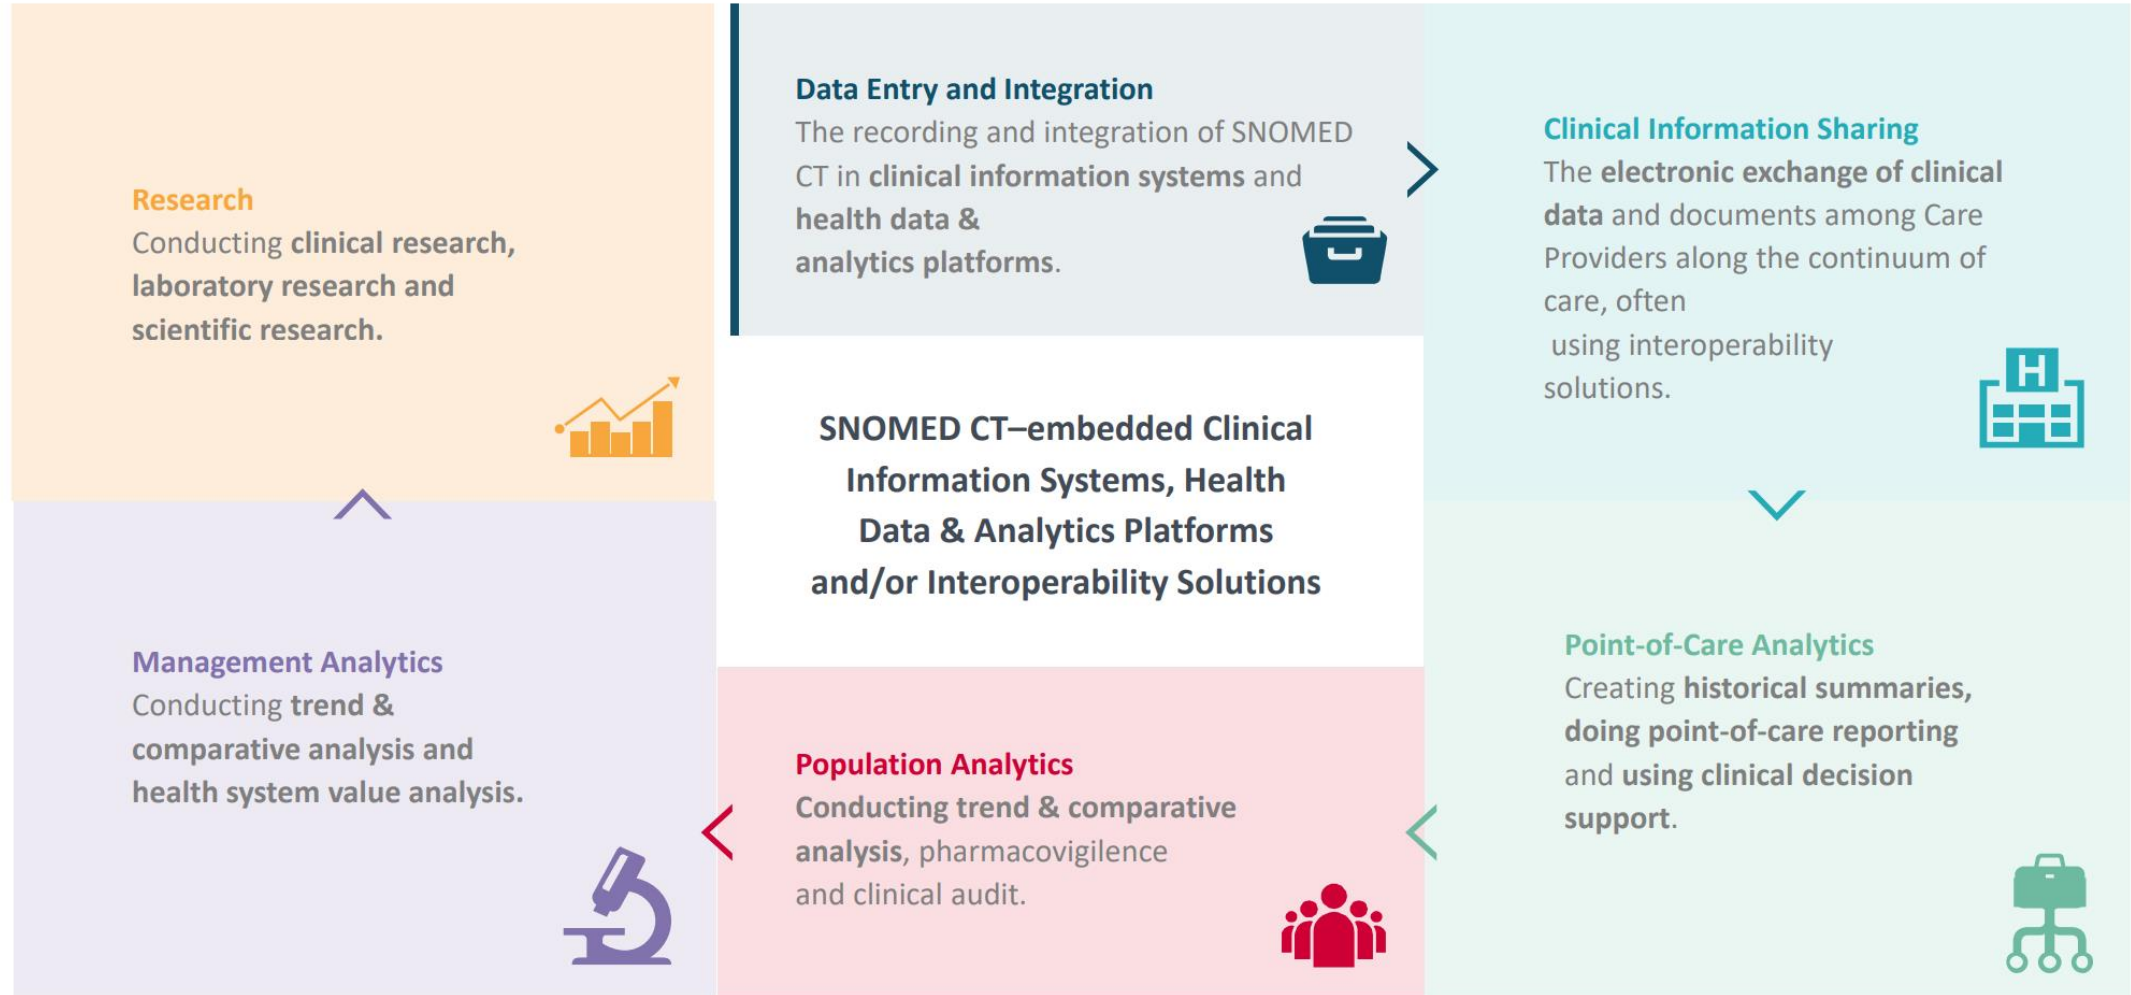 Research
Conducting clinical research,
laboratory research and
scientific research.
Data Entry and Integration
The recording and integration of SNOMED
CT in clinical information systems and
health data &
analytics platforms.
Clinical Information Sharing
The electronic exchange of clinical
data and documents among Care
Providers along the continuum of
care, often
using interoperability
solutions.
H
SNOMED CT–embedded Clinical
Information Systems, Health
Data & Analytics Platforms
and/or Interoperability Solutions
Management Analytics
Conducting trend &
comparative analysis and
health system value analysis.
Population Analytics
Conducting trend & comparative
analysis, pharmacovigilence
and clinical audit.
Point-of-Care Analytics
Creating historical summaries,
doing point-of-care reporting
and using clinical decision
support.